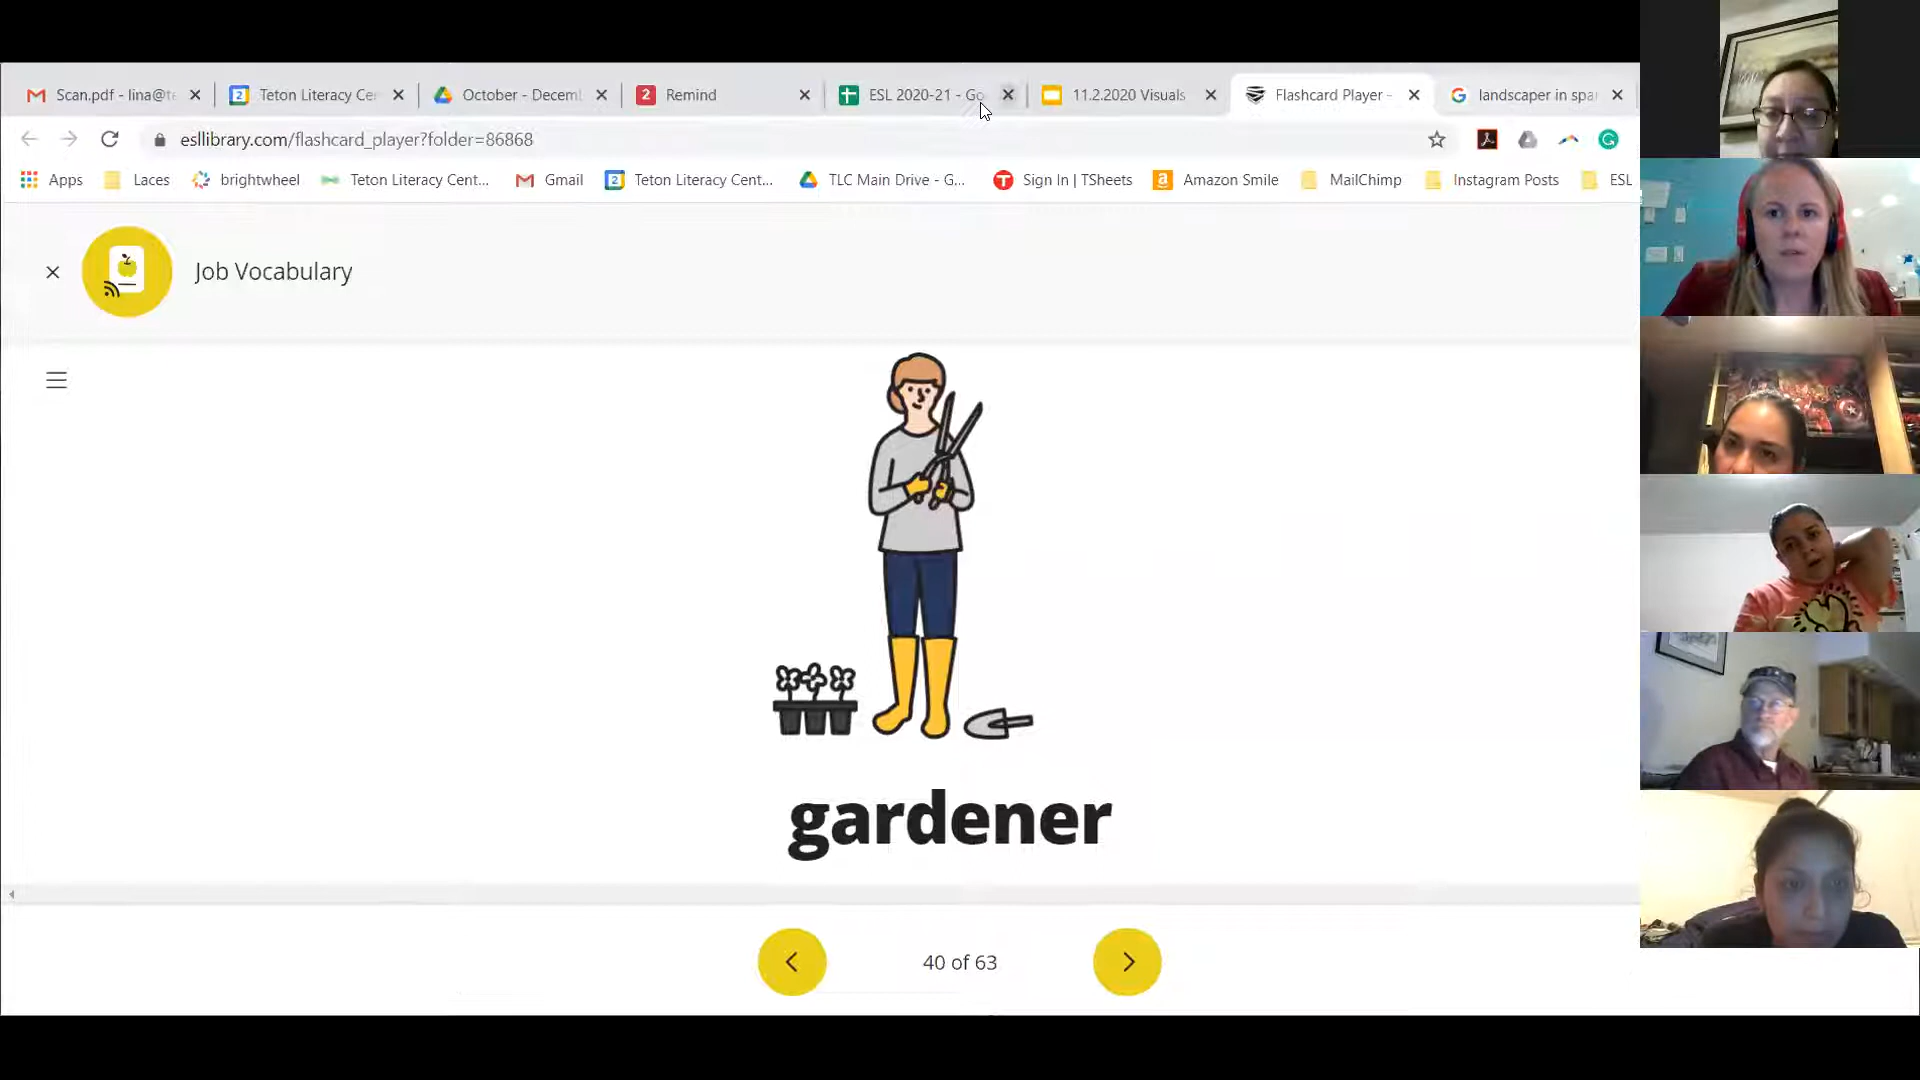 Scan.pdf - lina@te
Teton Literacy Ce
October - Decem
Remind
ESL 2020-21 - Go
11.2.2020 Visuals
Flashcard Player -
landscaper in spa
esllibrary.com/flashcard_player?folder=86868
Apps
Laces
brightwheel
Teton Literacy Cent...
Gmail
Teton Literacy Cent...
TLC Main Drive - G...
Sign In | TSheets
Amazon Smile
MailChimp
Instagram Posts
ESL
Job Vocabulary
gardener
40 of 63